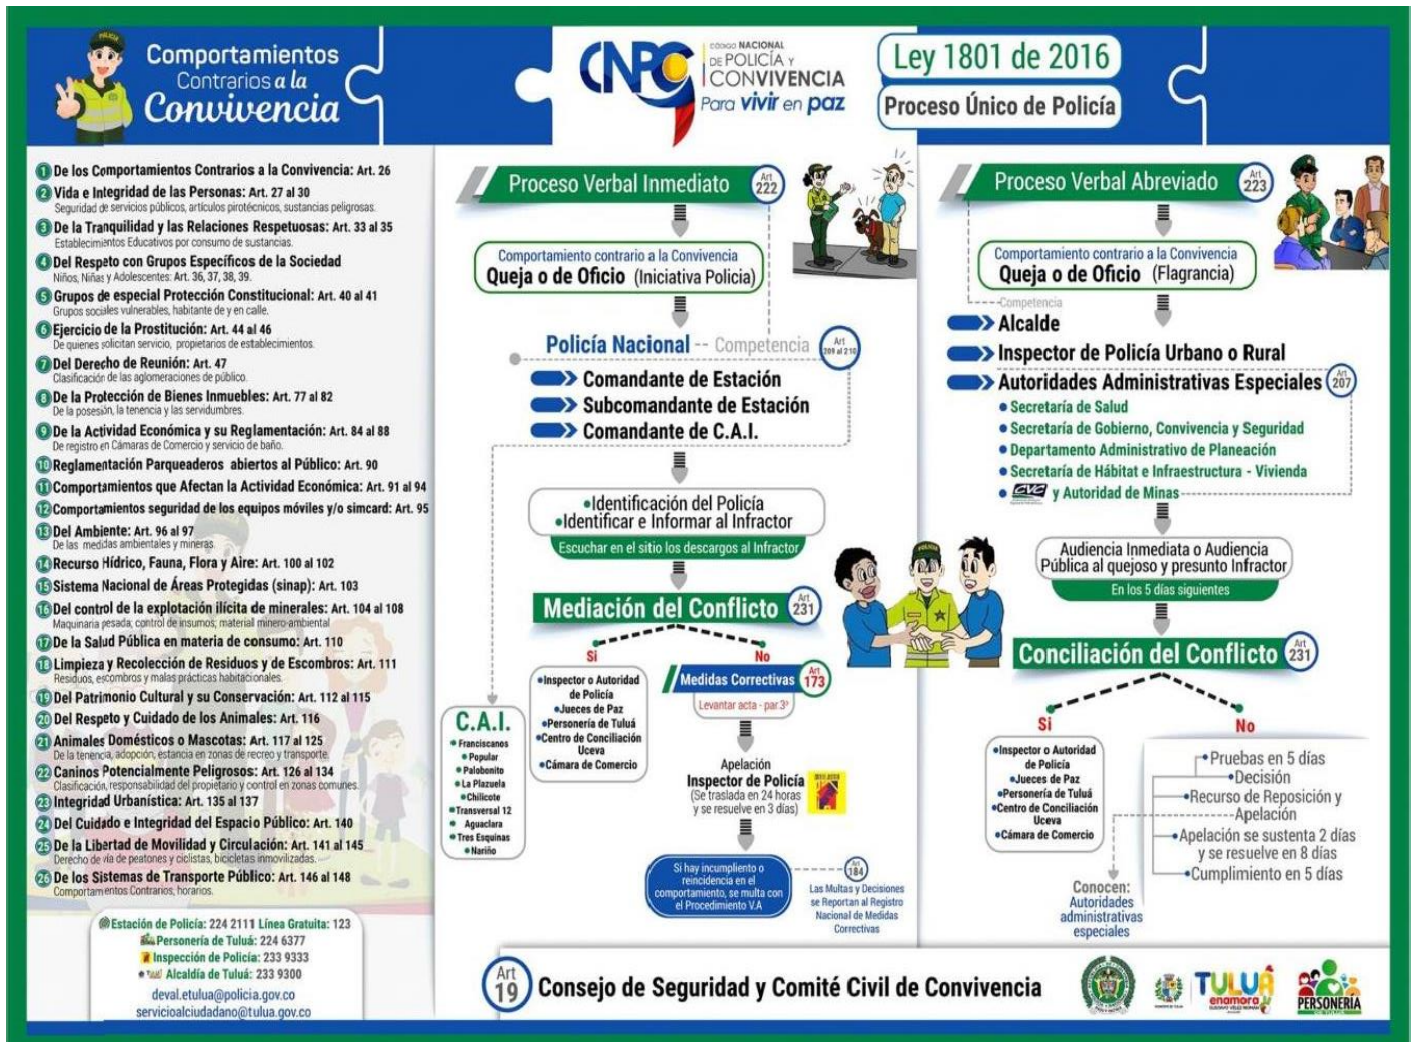 Comportamientos
Contrarios a la
Convivencia
CNPC
CÓDIGO NACIONAL
DE POLICÍA Y
CONVIVENCIA
Para vivir en paz
Ley 1801 de 2016
Proceso Único de Policía
1 De los Comportamientos Contrarios a la Convivencia: Art. 26
2 Vida e Integridad de las Personas: Art. 27 al 30
Seguridad de servicios públicos, artículos pirotécnicos, sustancias peligrosas.
3 De la Tranquilidad y las Relaciones Respetuosas: Art. 33 al 35
Establecimientos Educativos por consumo de sustancias.
4 Del Respeto con Grupos Específicos de la Sociedad
Niños, Niñas y Adolescentes: Art. 36, 37, 38, 39.
5 Grupos de especial Protección Constitucional: Art. 40 al 41
Grupos sociales vulnerables, habitante de y en calle.
6 Ejercicio de la Prostitución: Art. 44 al 46
De quienes solicitan servicio, propietarios de establecimientos.
7 Del Derecho de Reunión: Art. 47
Clasificación de las aglomeraciones de público.
8 De la Protección de Bienes Inmuebles: Art. 77 al 82
De la posesión, la tenencia y las servidumbres.
9 De la Actividad Económica y su Reglamentación: Art. 84 al 88
De registro en Cámaras de Comercio y servicio de baño.
10 Reglamentación Parqueaderos abiertos al Público: Art. 90
11 Comportamientos que Afectan la Actividad Económica: Art. 91 al 94
12 Comportamientos seguridad de los equipos móviles y/o simcard: Art. 95
13 Del Ambiente: Art. 96 al 97
De las medidas ambientales y mineras.
14 Recurso Hídrico, Fauna, Flora y Aire: Art. 100 al 102
15 Sistema Nacional de Áreas Protegidas (sinap): Art. 103
16 Del control de la explotación ilícita de minerales: Art. 104 al 108
Maquinaria pesada, control de insumos, material minero-ambiental
17 De la Salud Pública en materia de consumo: Art. 110
18 Limpieza y Recolección de Residuos y de Escombros: Art. 111
Residuos, escombros y malas prácticas habitacionales.
19 Del Patrimonio Cultural y su Conservación: Art. 112 al 115
20 Del Respeto y Cuidado de los Animales: Art. 116
21 Animales Domésticos o Mascotas: Art. 117 al 125
De la tenencia, adopción, estancia en zonas de recreo y transporte.
22 Caninos Potencialmente Peligrosos: Art. 126 al 134
Clasificación, responsabilidad del propietario y control en zonas comunes.
23 Integridad Urbanística: Art. 135 al 137
24 Del Cuidado e Integridad del Espacio Público: Art. 140
25 De la Libertad de Movilidad y Circulación: Art. 141 al 145
Derecho de vía de peatones y ciclistas, bicicletas inmovilizadas.
26 De los Sistemas de Transporte Público: Art. 146 al 148
Comportamentos Contrarios, horarios.
Estación de Policía: 224 2111 Línea Gratuita: 123
Personería de Tuluá: 224 6377
Inspección de Policía: 233 9333
Alcaldía de Tuluá: 233 9300
deval.etulua@policia.gov.co
servicioalciudadano@tulua.gov.co
Proceso Verbal Inmediato
Art 222
Comportamiento contrario a la Convivencia
Queja o de Oficio (Iniciativa Policia)
Policía Nacional -- Competencia
Art 209 al 210
Comandante de Estación
Subcomandante de Estación
Comandante de C.A.I.
•Identificación del Policía
•Identificar e Informar al Infractor
Escuchar en el sitio los descargos al Infractor
Mediación del Conflicto
Art 231
Si
No
•Inspector o Autoridad
de Policía
•Jueces de Paz
•Personería de Tuluá
•Centro de Conciliación
Uceva
•Cámara de Comercio
Medidas Correctivas
Art 173
Levantar acta - par 3º
Apelación
Inspector de Policía
(Se traslada en 24 horas
y se resuelve en 3 días)
Si hay incumpliento o
reincidencia en el
comportamiento, se multa con
el Procedimiento V.A
Art 184
Las Multas y Decisiones
se Reportan al Registro
Nacional de Medidas
Correctivas
C.A.I.
Franciscanos
Popular
Palobonito
La Plazuela
Chilicote
Transversal 12
Aguaclara
Tres Esquinas
Nariño
Proceso Verbal Abreviado
Art 223
Comportamiento contrario a la Convivencia
Queja o de Oficio (Flagrancia)
Competencia
Alcalde
Inspector de Policía Urbano o Rural
Autoridades Administrativas Especiales
Art 207
• Secretaría de Salud
• Secretaría de Gobierno, Convivencia y Seguridad
• Departamento Administrativo de Planeación
• Secretaría de Hábitat e Infraestructura - Vivienda
• CVC y Autoridad de Minas
Audiencia Inmediata o Audiencia
Pública al quejoso y presunto Infractor
En los 5 días siguientes
Conciliación del Conflicto
Art 231
Si
No
•Inspector o Autoridad
de Policía
•Jueces de Paz
•Personería de Tuluá
•Centro de Conciliación
Uceva
•Cámara de Comercio
•Pruebas en 5 días
•Decisión
•Recurso de Reposición y
Apelación
•Apelación se sustenta 2 días
y se resuelve en 8 días
•Cumplimiento en 5 días
Conocen:
Autoridades
administrativas
especiales
Art 19
Consejo de Seguridad y Comité Civil de Convivencia
TULUÁ
enamora
PERSONERÍA
DE TULUÁ